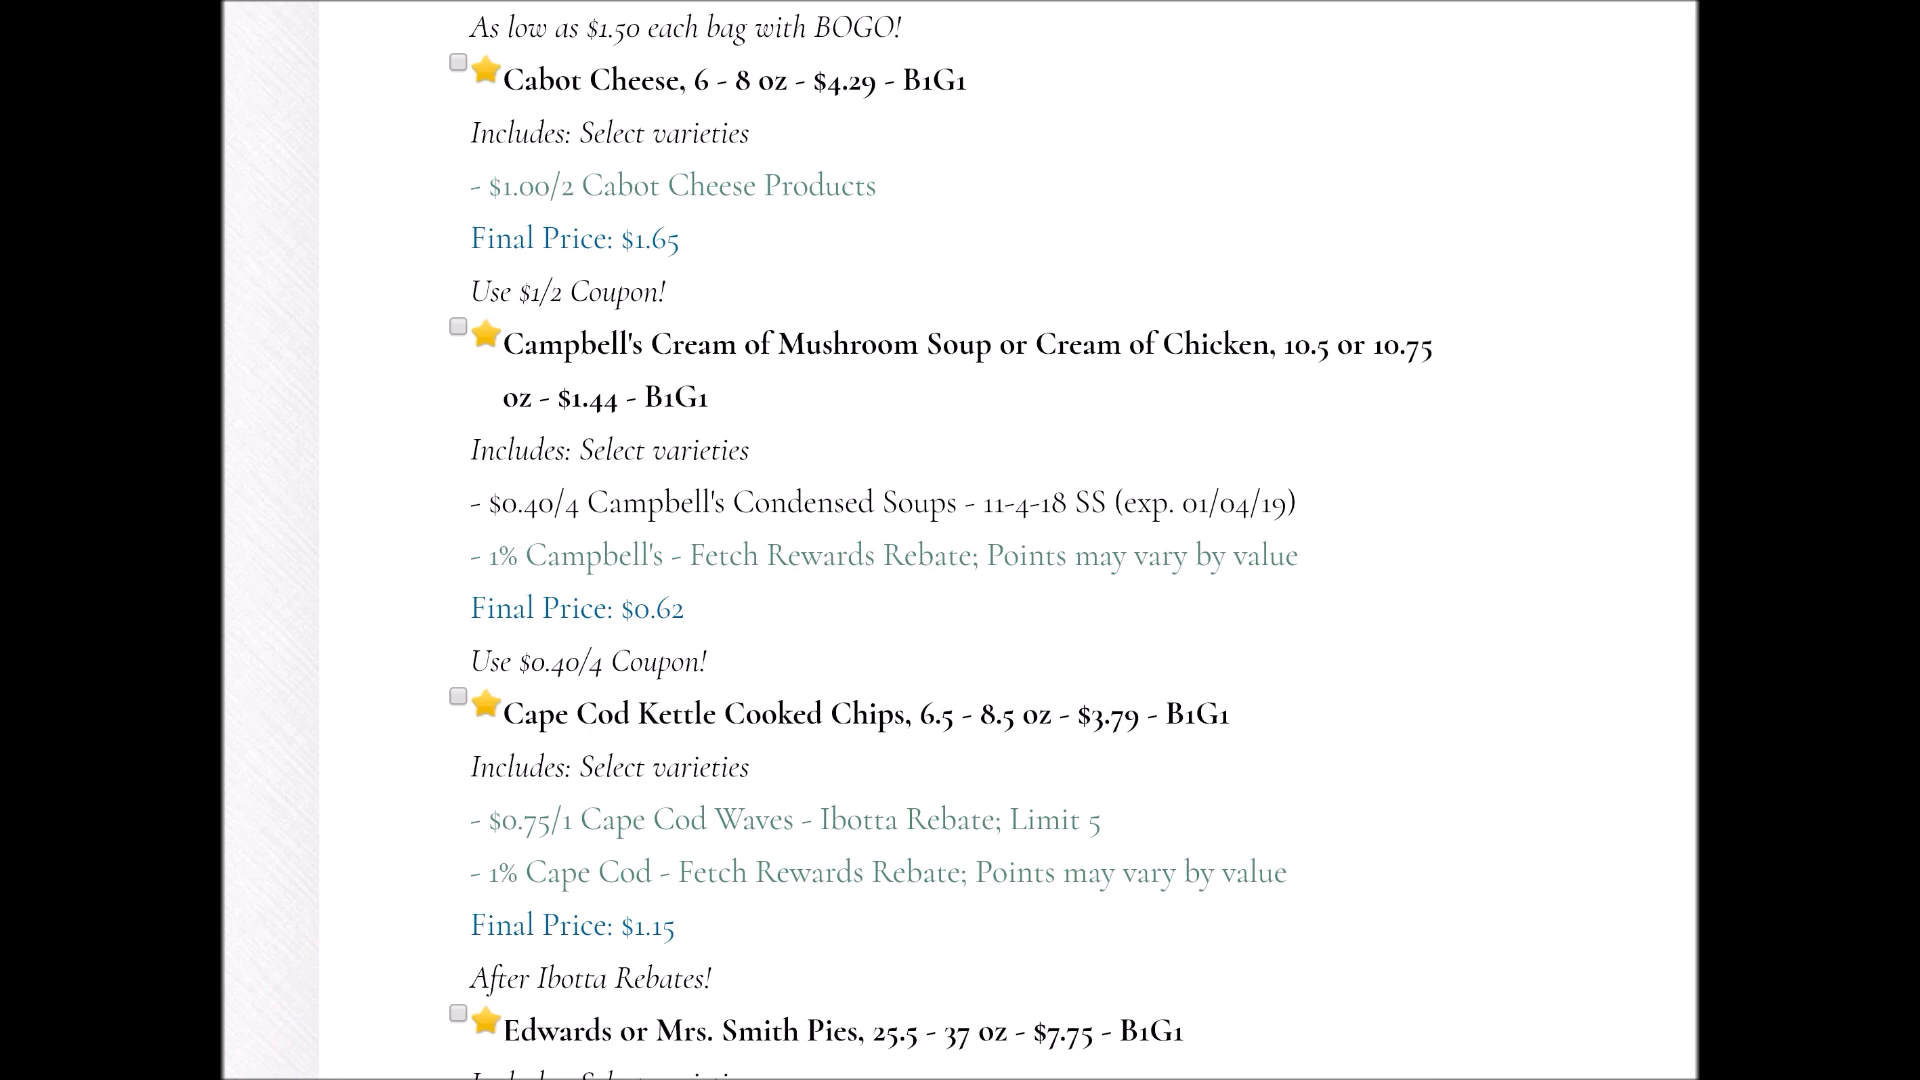 As low as $1.50 each bag with BOGO!
Cabot Cheese, 6 - 8 oz - $4.29 - B1G1
Includes: Select varieties
- $1.00/2 Cabot Cheese Products
Final Price: $1.65
Use $1/2 Coupon!
Campbell's Cream of Mushroom Soup or Cream of Chicken, 10.5 or 10.75
oz - $1.44 - B1G1
Includes: Select varieties
- $0.40/4 Campbell's Condensed Soups - 11-4-18 SS (exp. 01/04/19)
- 1% Campbell's - Fetch Rewards Rebate; Points may vary by value
Final Price: $0.62
Use $0.40/4 Coupon!
Cape Cod Kettle Cooked Chips, 6.5 - 8.5 oz - $3.79 - B1G1
Includes: Select varieties
- $0.75/1 Cape Cod Waves - Ibotta Rebate; Limit 5
- 1% Cape Cod - Fetch Rewards Rebate; Points may vary by value
Final Price: $1.15
After Ibotta Rebates!
Edwards or Mrs. Smith Pies, 25.5 - 37 oz - $7.75 - B1G1